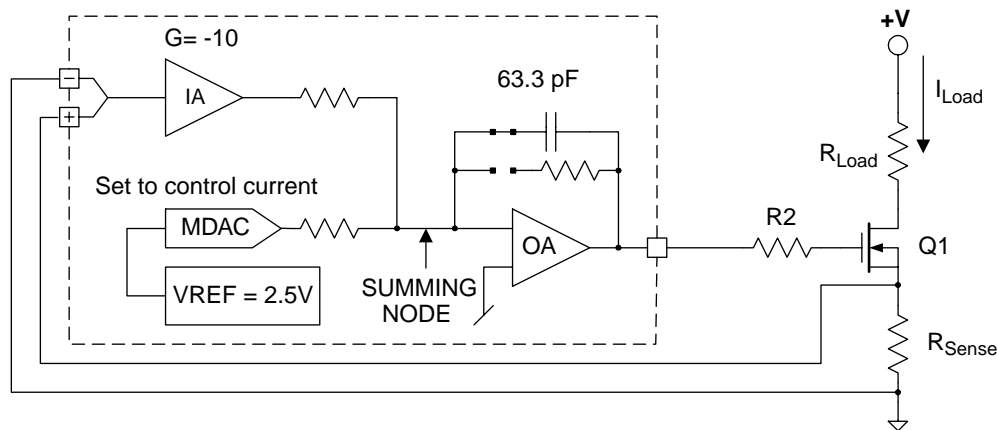 G= -10
+V
−
+
IA
63.3 pF
I Load
R Load
Set to control current
MDAC
R2
OA
Q1
VREF = 2.5V
SUMMING
NODE
R Sense